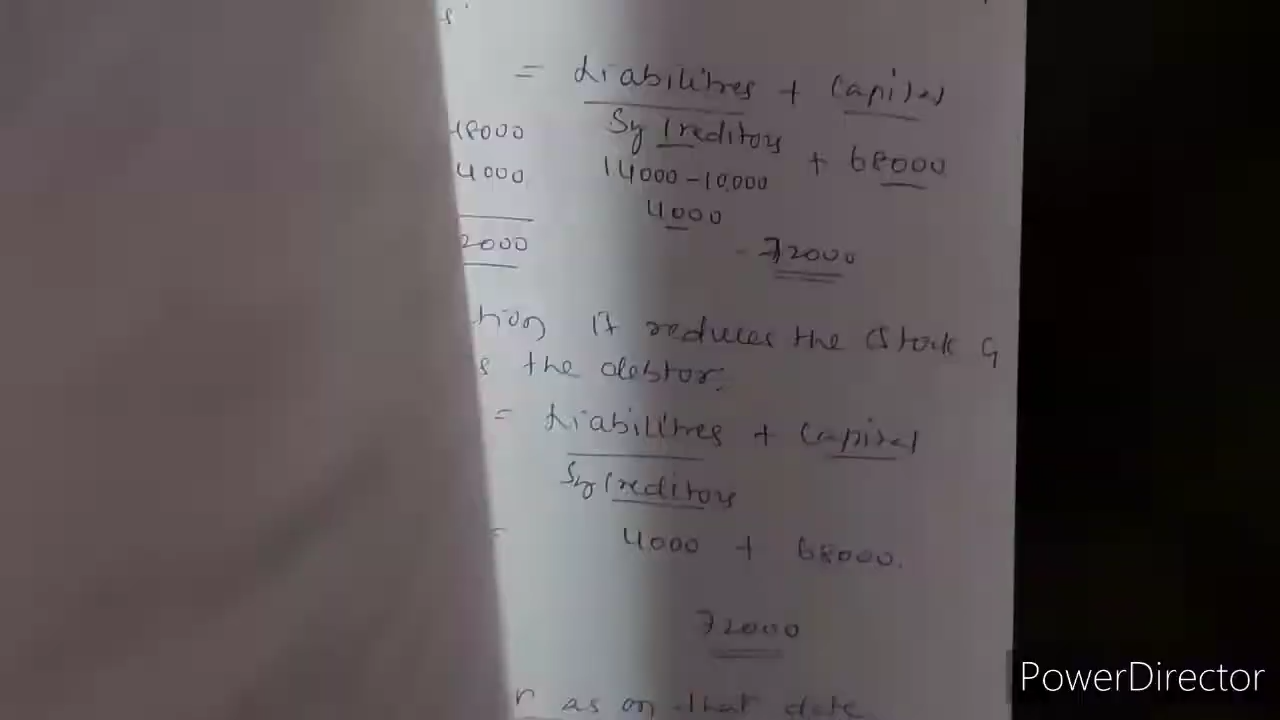 = Liabilities + Capital
18000 Sy Creditors + 68000
4000 14000-10000
4000
2000 72000
tion It reduces the Stock &
s the debtor.
= Liabilities + Capital
Sy Creditors
= 4000 + 68000.
72000
r as on that date
PowerDirector